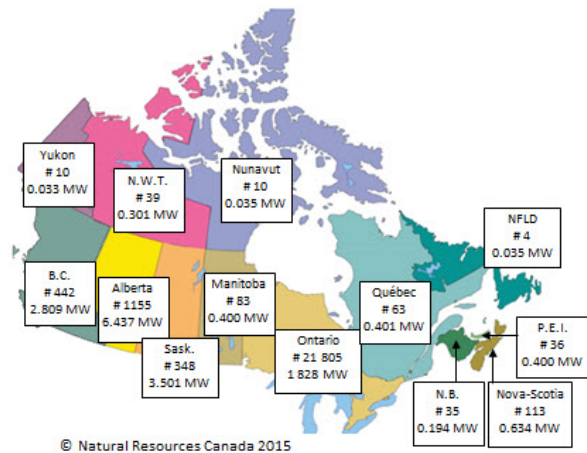 Yukon
# 10
0.033 MW
N.W.T.
# 39
0.301 MW
Nunavut
# 10
0.035 MW
NFLD
# 4
0.035 MW
B.C.
# 442
2.809 MW
Alberta
# 1155
6.437 MW
Manitoba
# 83
0.400 MW
Québec
# 63
0.401 MW
Sask.
# 348
3.501 MW
Ontario
# 21 805
1 828 MW
P.E.I.
# 36
0.400 MW
N.B.
# 35
0.194 MW
Nova-Scotia
# 113
0.634 MW
© Natural Resources Canada 2015